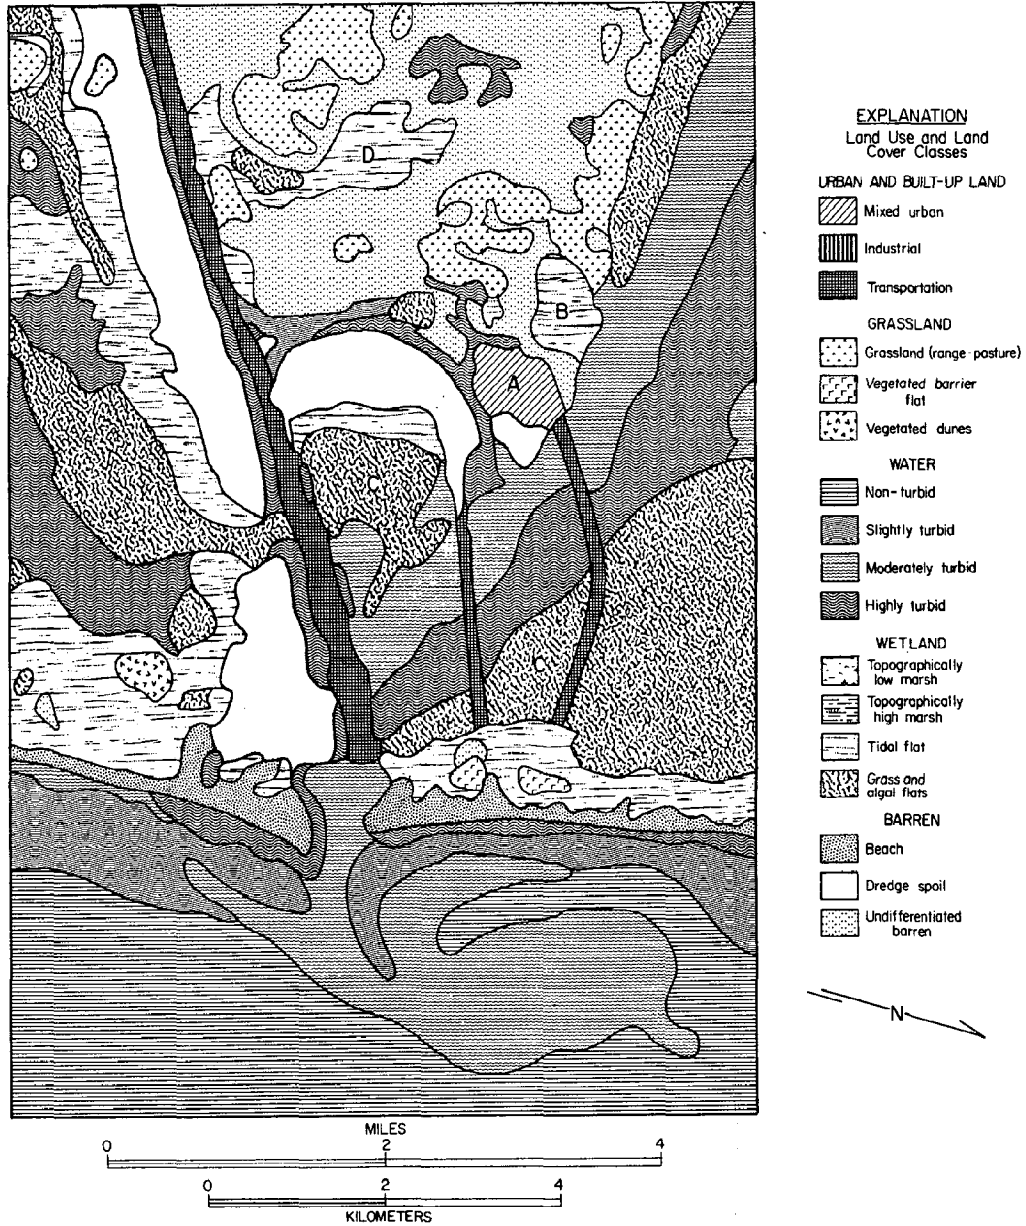 D
B
A
C
C
EXPLANATION
Land Use and Land
Cover Classes
URBAN AND BUILT-UP LAND
Mixed urban
Industrial
Transportation
GRASSLAND
Grassland (range-pasture)
Vegetated barrier
flat
Vegetated dunes
WATER
Non-turbid
Slightly turbid
Moderately turbid
Highly turbid
WETLAND
Topographically
low marsh
Topographically
high marsh
Tidal flat
Grass and
algal flats
BARREN
Beach
Dredge spoil
Undifferentiated
barren
N
MILES
0 2 4
0 2 4
KILOMETERS